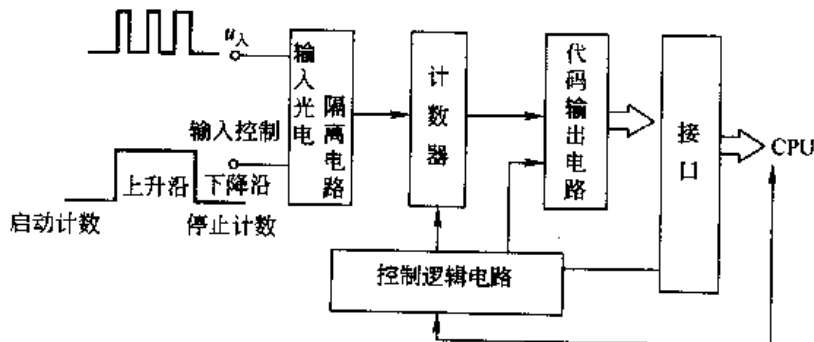 u入
输入控制
上升沿
下降沿
启动计数
停止计数
输入光电
隔离电路
计数器
代码输出电路
接口
CPU
控制逻辑电路